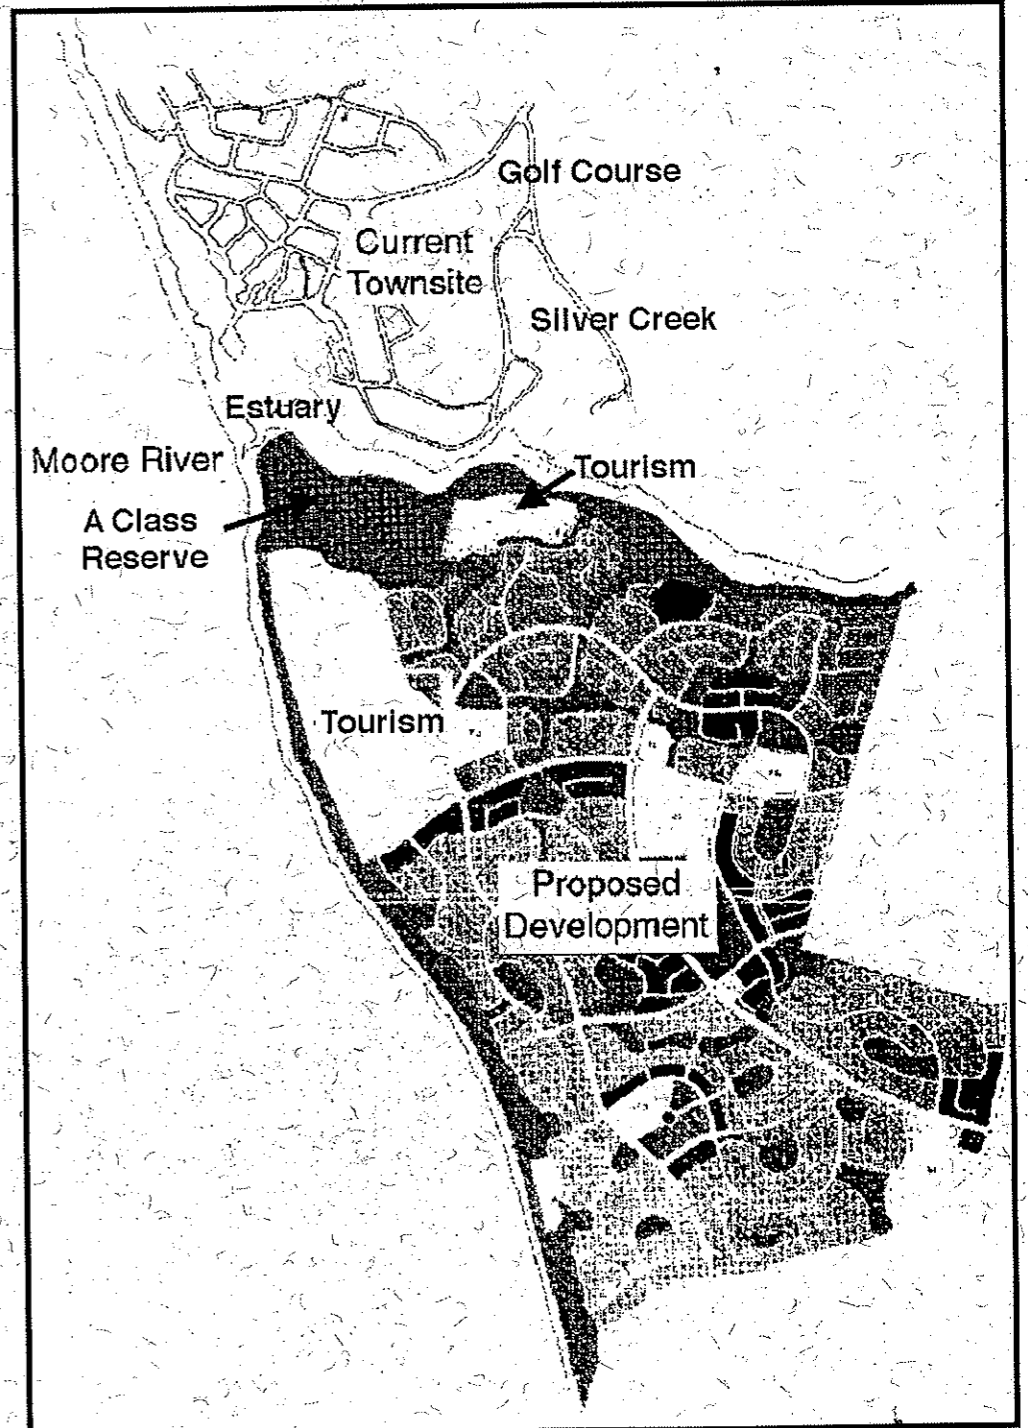 Golf Course
Current
Townsite
Silver Creek
Estuary
Moore River
Tourism
A Class
Reserve
Tourism
Proposed
Development